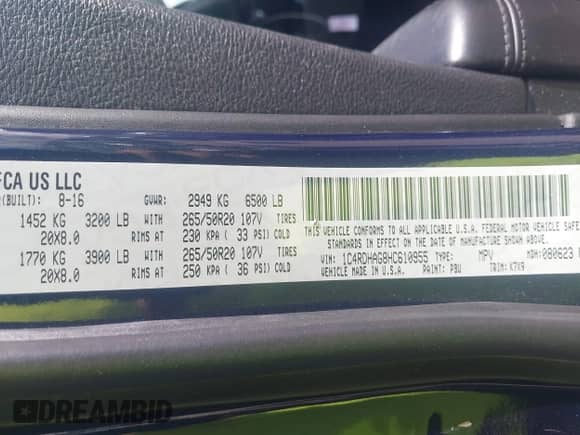 FCA US LLC
(BUILT): 8-16 GVWR: 2949 KG 6500 LB
1452 KG 3200 LB WITH 265/50R20 107V TIRES
20X8.0 RIMS AT 230 KPA ( 33 PSI) COLD
1770 KG 3900 LB WITH 265/50R20 107V TIRES
20X8.0 RIMS AT 250 KPA ( 36 PSI) COLD
THIS VEHICLE CONFORMS TO ALL APPLICABLE U.S.A. FEDERAL MOTOR VEHICLE SAFE
STANDARDS IN EFFECT ON THE DATE OF MANUFACTURE SHOWN ABOVE.
VIN: 1C4RDHAG8HC610955 TYPE: MPV MDH: 080623
VEHICLE MADE IN U.S.A. PAINT: PBU TRIM: K7X9
DREAMBID